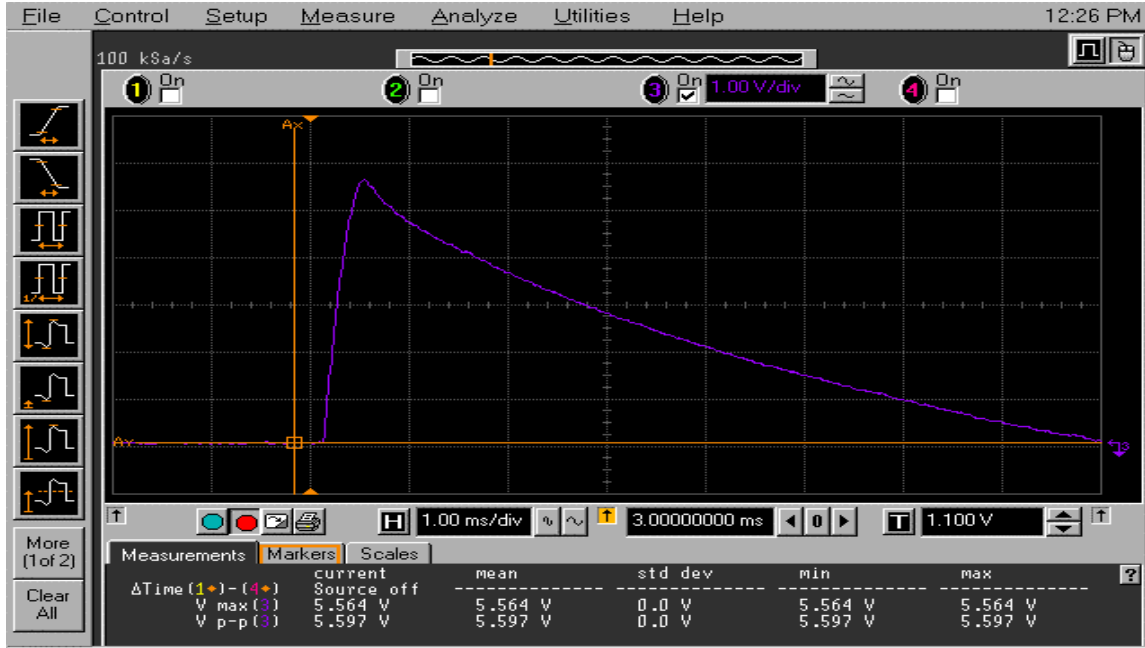 File Control Setup Measure Analyze Utilities Help 12:26 PM
100 kSa/s
1 On 2 On 3 On 1.00 V/div 4 On
Ax
Ay
3
More
(1of 2)
Clear
All
H 1.00 ms/div 3.00000000 ms 0 T 1.100 V
Measurements Markers Scales
current mean std dev min max ?
ΔTime(1)-(4) Source off ---------------- ---------------- ---------------- ----------------
V max(3) 5.564 V 5.564 V 0.0 V 5.564 V 5.564 V
V p-p(3) 5.597 V 5.597 V 0.0 V 5.597 V 5.597 V